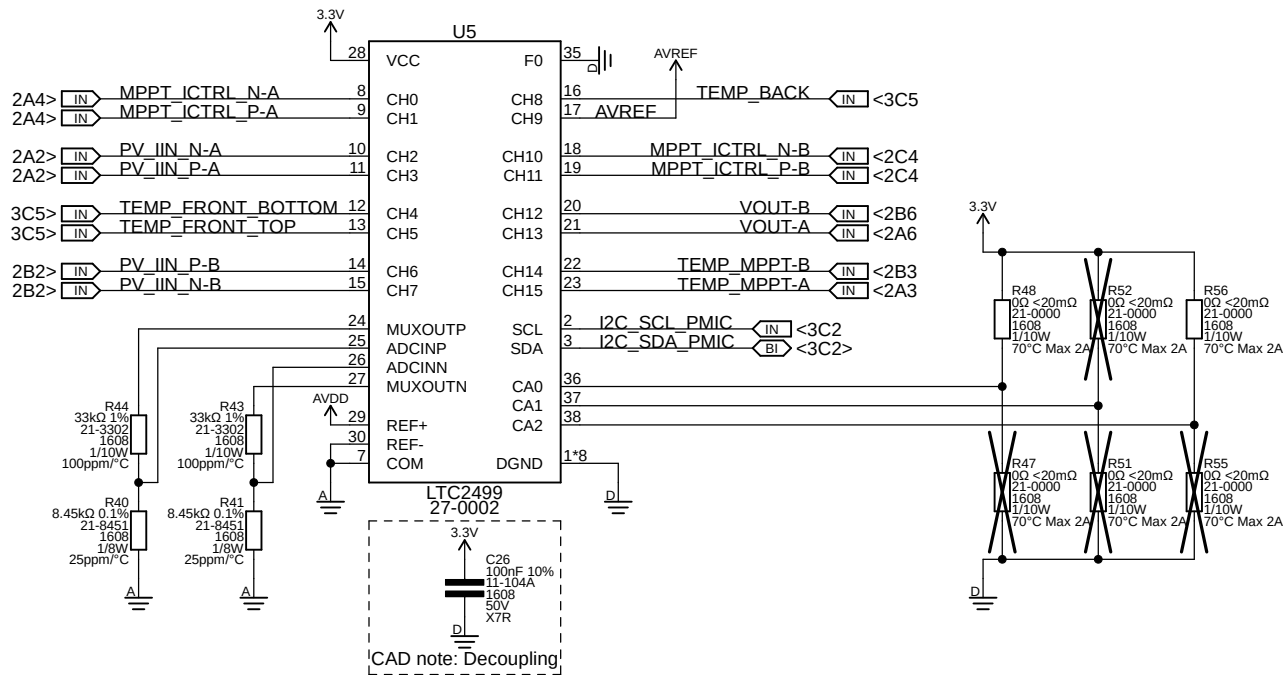 3.3V
U5
28 VCC F0 35 D
AVREF
2A4> IN MPPT_ICTRL_N-A 8 CH0 CH8 16 TEMP_BACK IN <3C5
2A4> IN MPPT_ICTRL_P-A 9 CH1 CH9 17 AVREF
2A2> IN PV_IIN_N-A 10 CH2 CH10 18 MPPT_ICTRL_N-B IN <2C4
2A2> IN PV_IIN_P-A 11 CH3 CH11 19 MPPT_ICTRL_P-B IN <2C4
3C5> IN TEMP_FRONT_BOTTOM 12 CH4 CH12 20 VOUT-B IN <2B6
3C5> IN TEMP_FRONT_TOP 13 CH5 CH13 21 VOUT-A IN <2A6
2B2> IN PV_IIN_P-B 14 CH6 CH14 22 TEMP_MPPT-B IN <2B3
2B2> IN PV_IIN_N-B 15 CH7 CH15 23 TEMP_MPPT-A IN <2A3
24 MUXOUTP SCL 2 I2C_SCL_PMIC IN <3C2
25 ADCINP SDA 3 I2C_SDA_PMIC BI <3C2>
26 ADCINN
27 MUXOUTN CA0 36
CA1 37
AVDD
29 REF+ CA2 38
30 REF-
7 COM DGND 1*8
A
D
LTC2499
27-0002
R44
33kΩ 1%
21-3302
1608
1/10W
100ppm/°C
R43
33kΩ 1%
21-3302
1608
1/10W
100ppm/°C
R40
8.45kΩ 0.1%
21-8451
1608
1/8W
25ppm/°C
A
R41
8.45kΩ 0.1%
21-8451
1608
1/8W
25ppm/°C
A
3.3V
C26
100nF 10%
11-104A
1608
50V
X7R
D
CAD note: Decoupling
3.3V
R48
0Ω <20mΩ
21-0000
1608
1/10W
70°C Max 2A
R52
0Ω <20mΩ
21-0000
1608
1/10W
70°C Max 2A
R56
0Ω <20mΩ
21-0000
1608
1/10W
70°C Max 2A
R47
0Ω <20mΩ
21-0000
1608
1/10W
70°C Max 2A
R51
0Ω <20mΩ
21-0000
1608
1/10W
70°C Max 2A
R55
0Ω <20mΩ
21-0000
1608
1/10W
70°C Max 2A
D